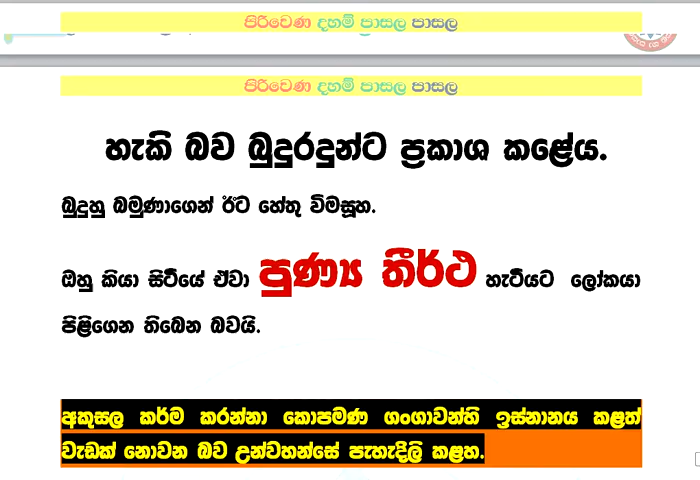 පිරිවෙණ දහම් පාසල පාසල
පිරිවෙණ දහම් පාසල පාසල
හැකි බව බුදුරදුන්ට ප්‍රකාශ කළේය.
බුදුහු බමුණාගෙන් ඊට හේතු විමසූහ.
ඔහු කියා සිටියේ ඒවා පුණ්‍ය තීර්ථ හැටියට ලෝකයා
පිළිගෙන තිබෙන බවයි.
අකුසල කර්ම කරන්නා කොපමණ ගංගාවන්හි ඉස්නානය කළත්
වැඩක් නොවන බව උන්වහන්සේ පැහැදිලි කළහ.